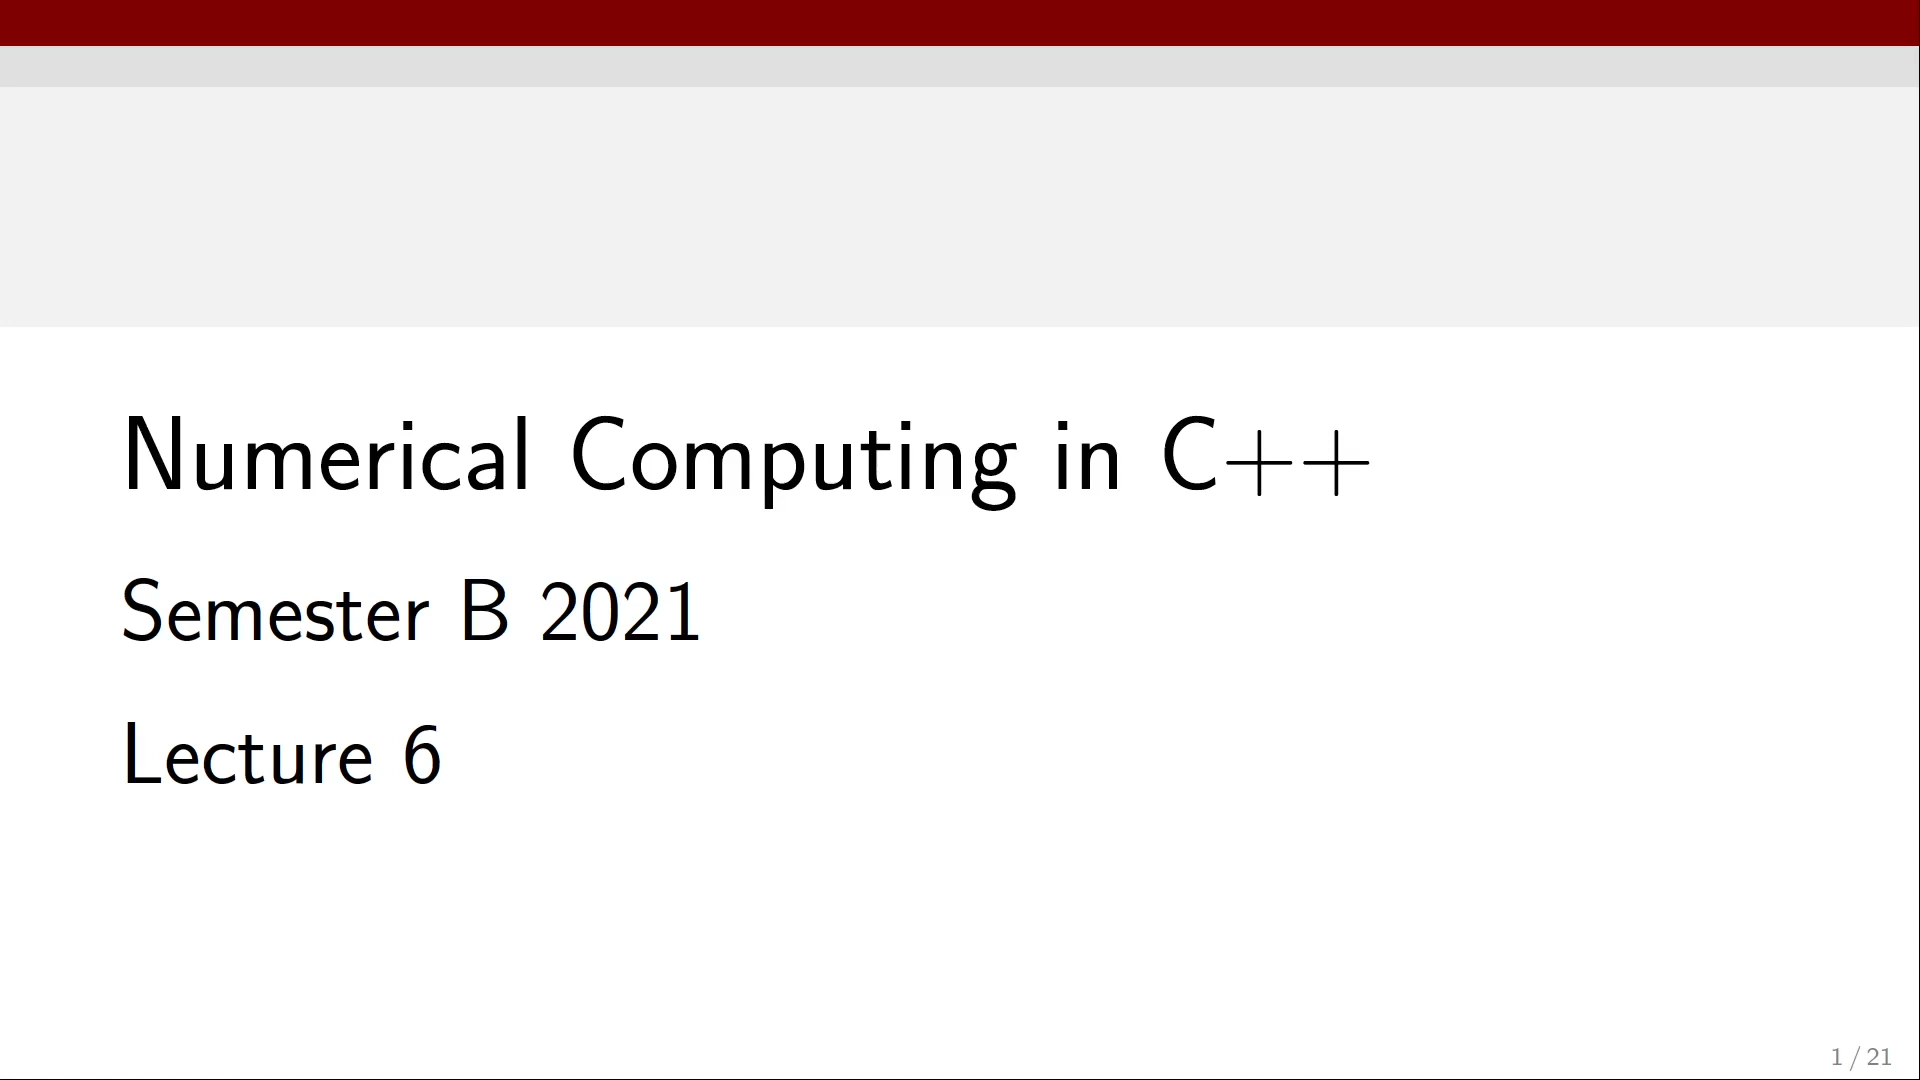 Numerical Computing in C++
Semester B 2021
Lecture 6
1 / 21